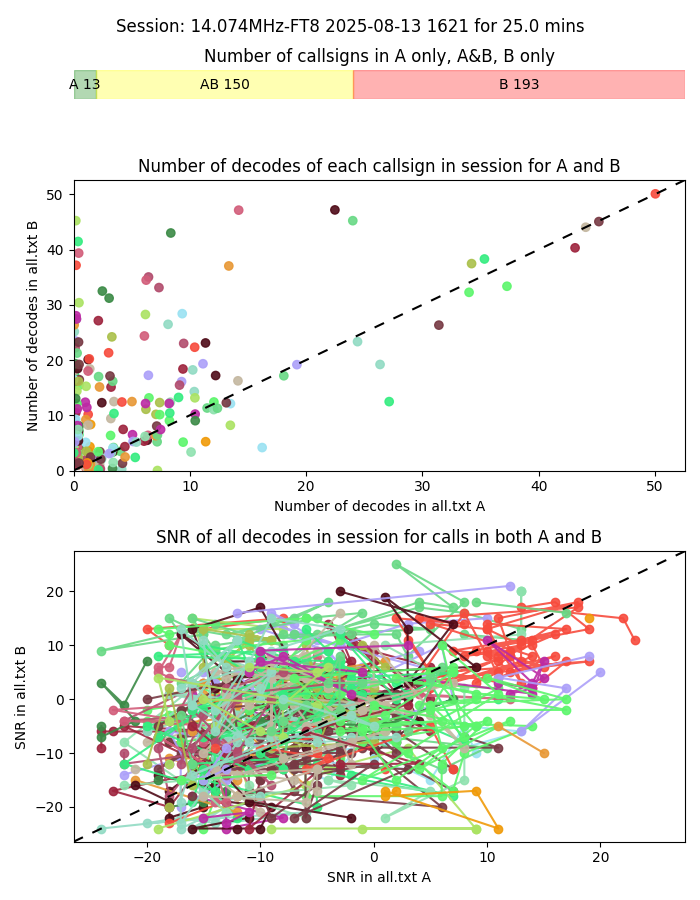 Session: 14.074MHz-FT8 2025-08-13 1621 for 25.0 mins
Number of callsigns in A only, A&B, B only
A 13 AB 150 B 193
Number of decodes of each callsign in session for A and B
50
40
30
20
10
0
Number of decodes in all.txt B
0 10 20 30 40 50
Number of decodes in all.txt A
SNR of all decodes in session for calls in both A and B
20
10
0
−10
−20
SNR in all.txt B
−20 −10 0 10 20
SNR in all.txt A